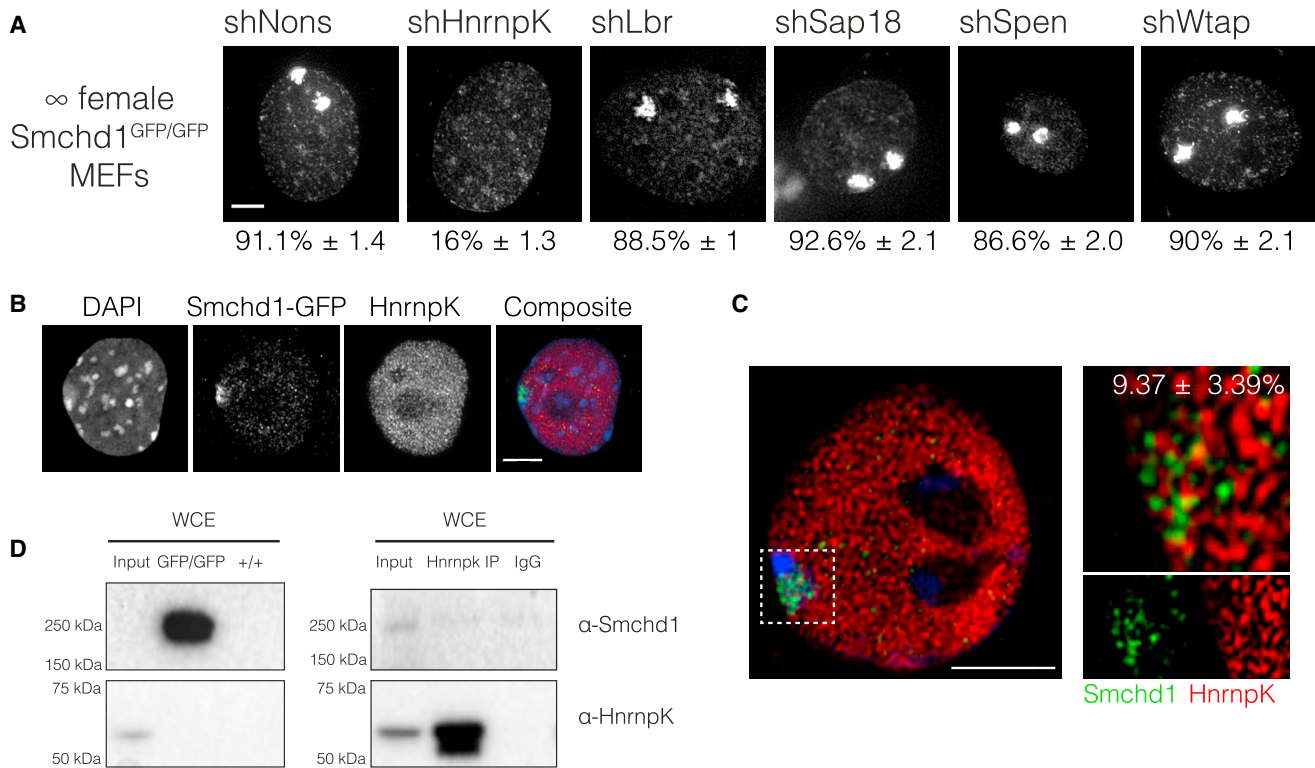 A
shNons shHnrnpK shLbr shSap18 shSpen shWtap
∞ female
Smchd1GFP/GFP
MEFs
91.1% ± 1.4 16% ± 1.3 88.5% ± 1 92.6% ± 2.1 86.6% ± 2.0 90% ± 2.1
B
DAPI Smchd1-GFP HnrnpK Composite
C
9.37 ± 3.39%
Smchd1 HnrnpK
D
WCE
Input GFP/GFP +/+
250 kDa
150 kDa
75 kDa
50 kDa
WCE
Input Hnrnpk IP IgG
250 kDa
150 kDa
75 kDa
50 kDa
α-Smchd1
α-HnrnpK